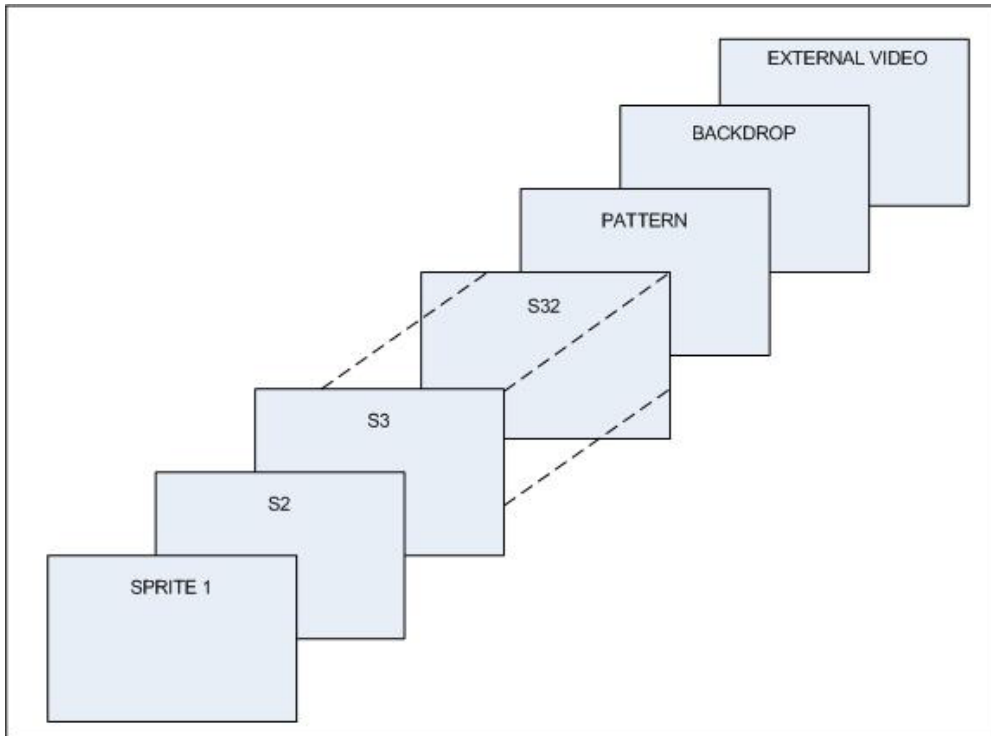 EXTERNAL VIDEO
BACKDROP
PATTERN
S32
S3
S2
SPRITE 1